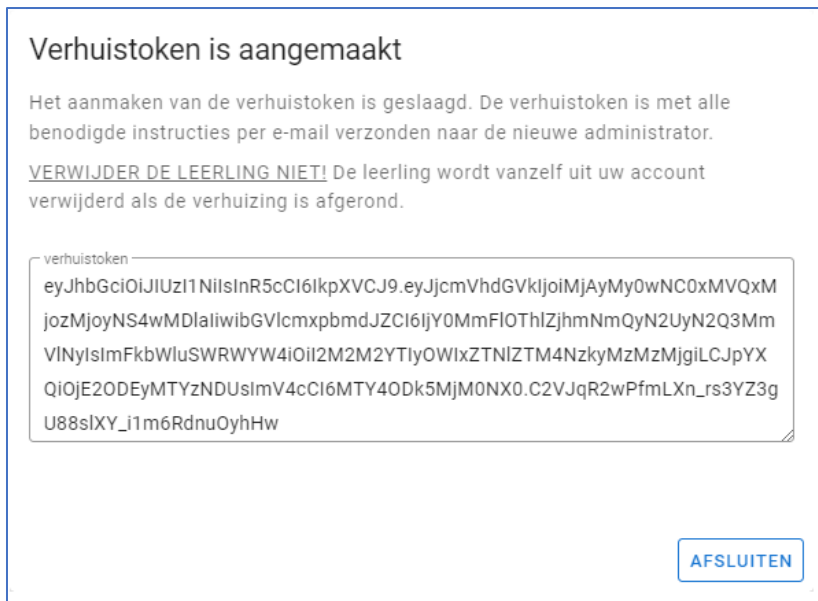 Verhuistoken is aangemaakt
Het aanmaken van de verhuistoken is geslaagd. De verhuistoken is met alle
benodigde instructies per e-mail verzonden naar de nieuwe administrator.
VERWIJDER DE LEERLING NIET! De leerling wordt vanzelf uit uw account
verwijderd als de verhuizing is afgerond.
verhuistoken
eyJhbGciOiJIUzI1NiIsInR5cCI6IkpXVCJ9.eyJjcmVhdGVkIjoiMjAyMy0wNC0xMVQxM
jozMjoyNS4wMDlaIiwibGVlcmxpbmdJZCI6IjY0MmFlOThlZjhmNmQyN2UyN2Q3Mm
VlNyIsImFkbWluSWRWYW4iOiI2M2M2YTIyOWIxZTNlZTM4NzkyMzMzMjgiLCJpYX
QiOjE2ODEyMTYzNDUsImV4cCI6MTY4ODk5MjM0NX0.C2VJqR2wPfmLXn_rs3YZ3g
U88slXY_i1m6RdnuOyhHw
AFSLUITEN